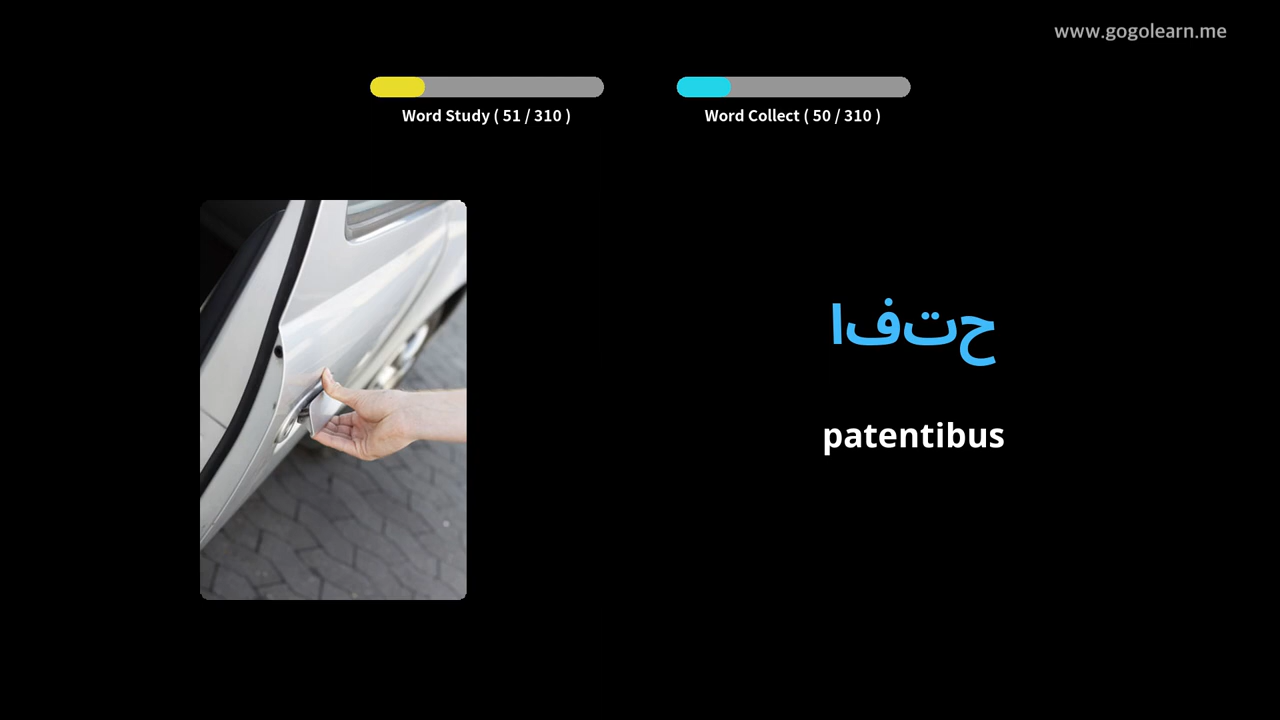 www.gogolearn.me
Word Study ( 51 / 310 )
Word Collect ( 50 / 310 )
افتح
patentibus